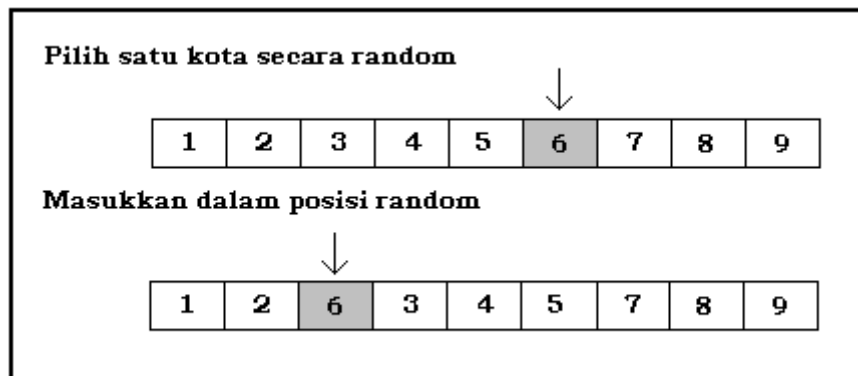 Pilih satu kota secara random
1 2 3 4 5 6 7 8 9
Masukkan dalam posisi random
1 2 6 3 4 5 7 8 9